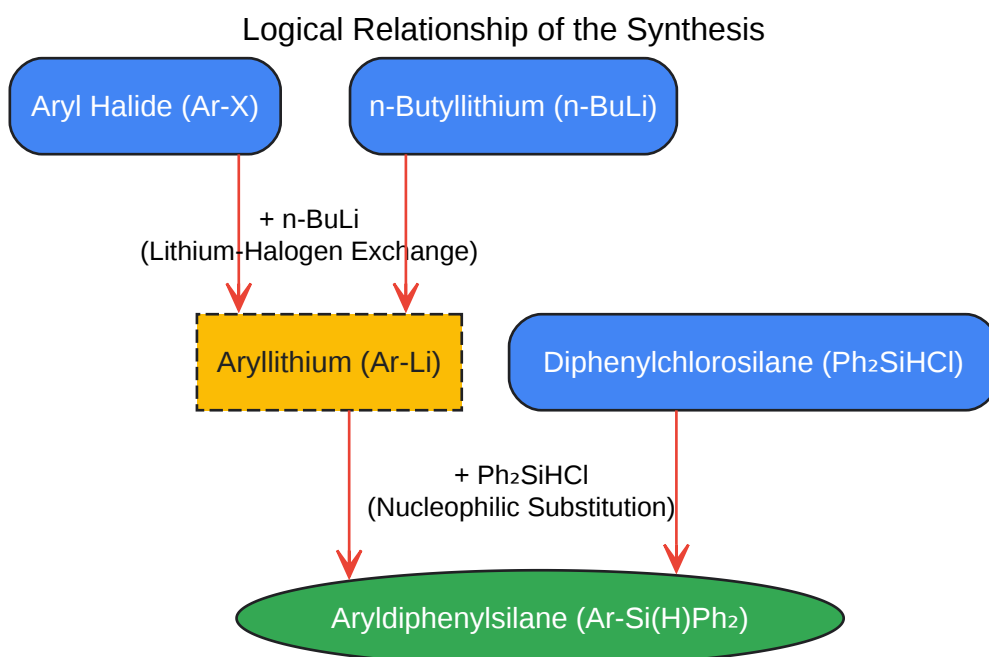 Logical Relationship of the Synthesis
Aryl Halide (Ar-X)
n-Butyllithium (n-BuLi)
+ n-BuLi
(Lithium-Halogen Exchange)
Aryllithium (Ar-Li)
Diphenylchlorosilane (Ph₂SiHCl)
+ Ph₂SiHCl
(Nucleophilic Substitution)
Aryldiphenylsilane (Ar-Si(H)Ph₂)